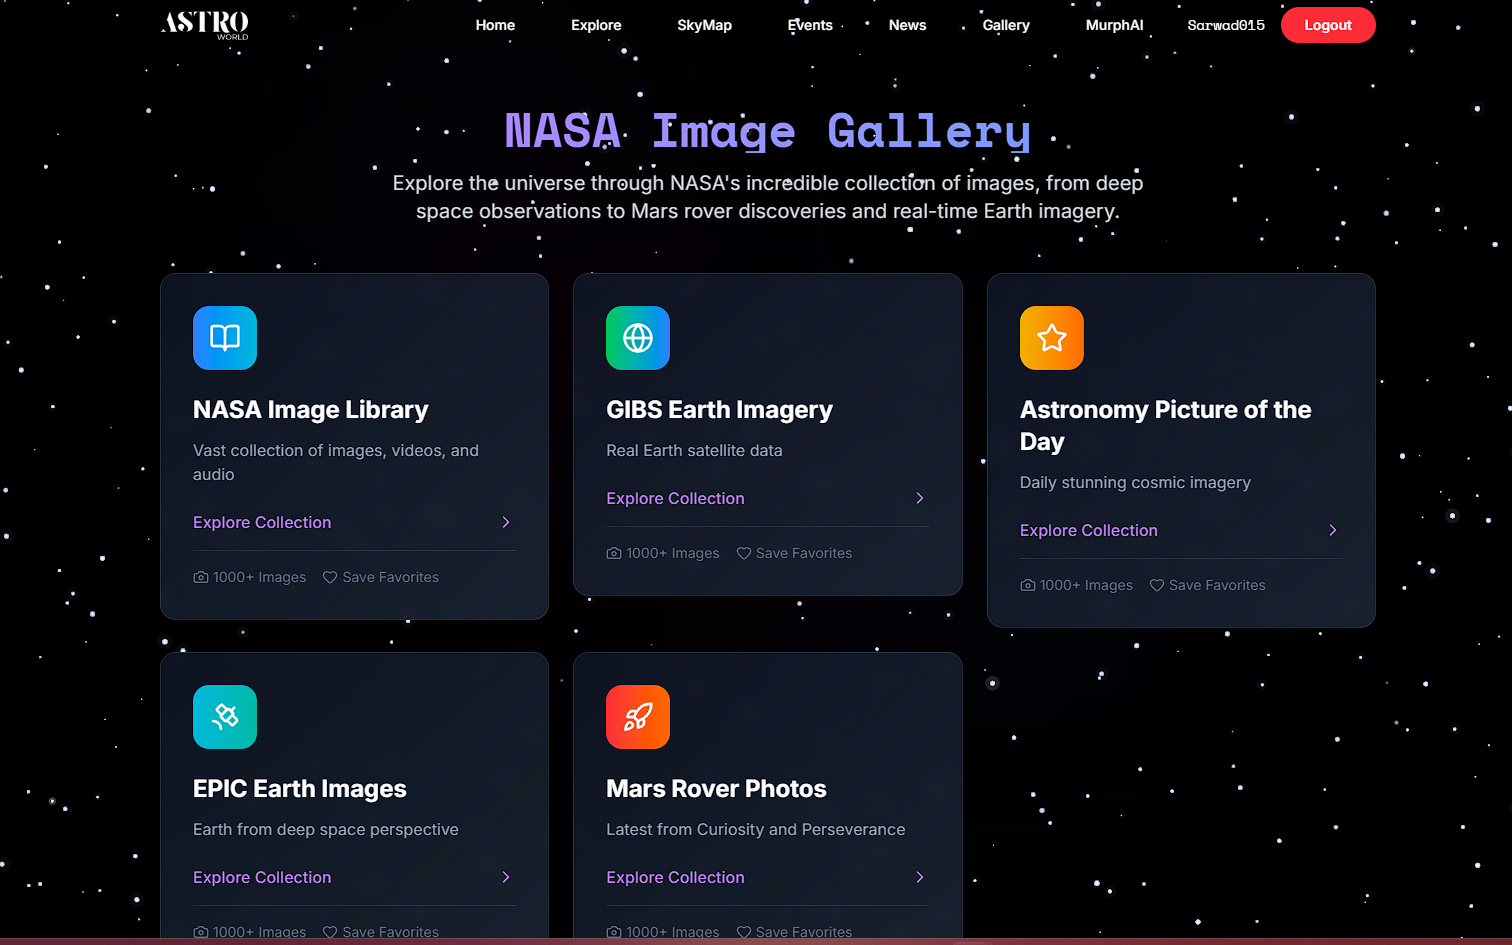 ASTRO
WORLD
Home Explore SkyMap Events News Gallery MurphAI Sarwad015 Logout
NASA Image Gallery
Explore the universe through NASA's incredible collection of images, from deep
space observations to Mars rover discoveries and real-time Earth imagery.
NASA Image Library
Vast collection of images, videos, and
audio
Explore Collection
1000+ Images Save Favorites
GIBS Earth Imagery
Real Earth satellite data
Explore Collection
1000+ Images Save Favorites
Astronomy Picture of the
Day
Daily stunning cosmic imagery
Explore Collection
1000+ Images Save Favorites
EPIC Earth Images
Earth from deep space perspective
Explore Collection
1000+ Images Save Favorites
Mars Rover Photos
Latest from Curiosity and Perseverance
Explore Collection
1000+ Images Save Favorites